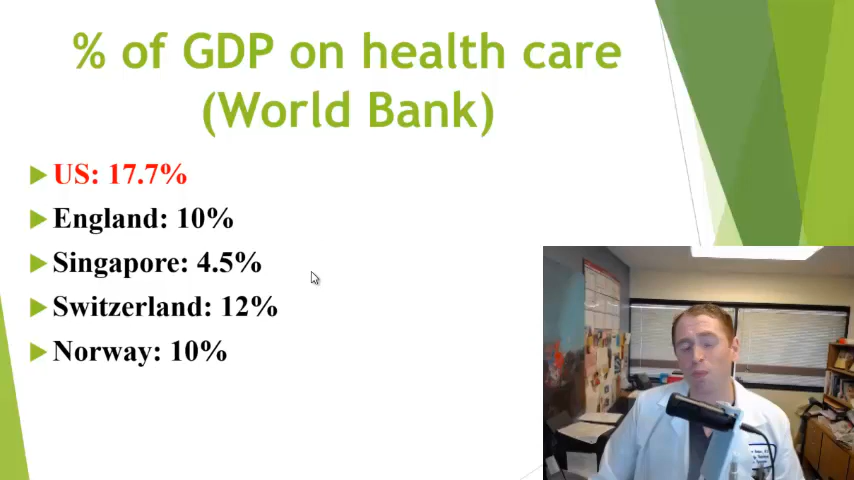 % of GDP on health care
(World Bank)
US: 17.7%
England: 10%
Singapore: 4.5%
Switzerland: 12%
Norway: 10%